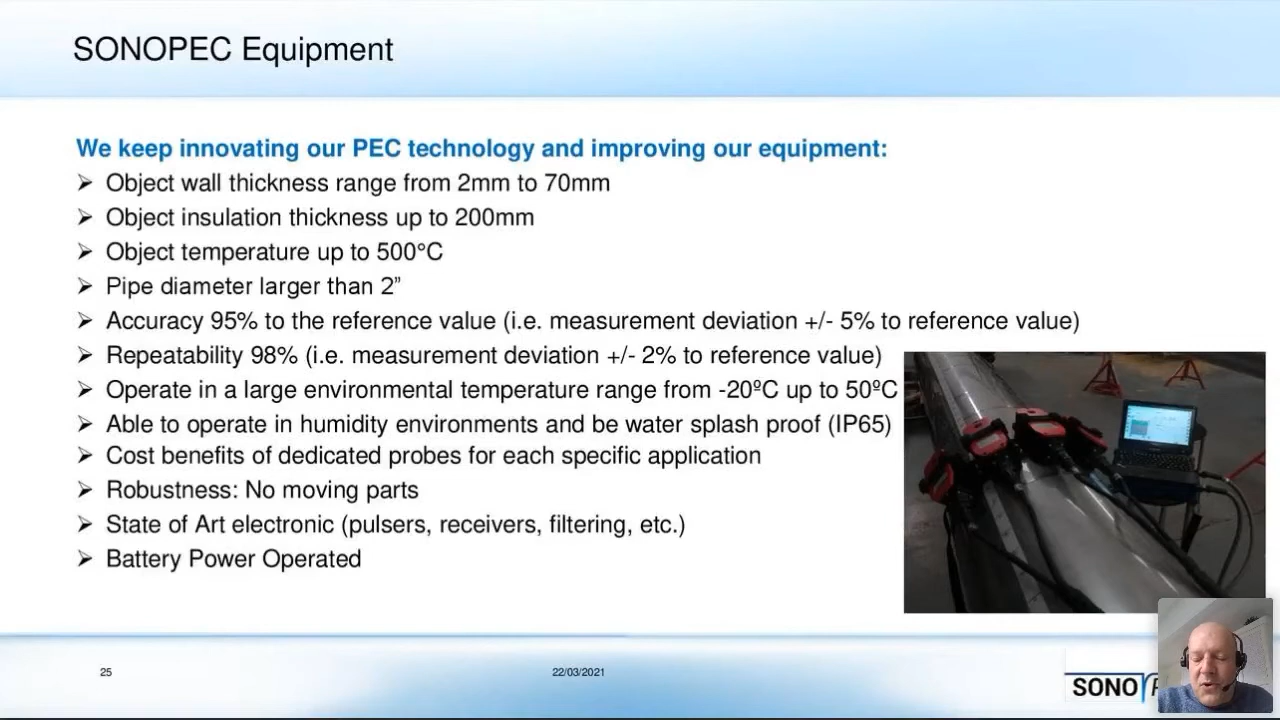 SONOPEC Equipment
We keep innovating our PEC technology and improving our equipment:
➢ Object wall thickness range from 2mm to 70mm
➢ Object insulation thickness up to 200mm
➢ Object temperature up to 500°C
➢ Pipe diameter larger than 2”
➢ Accuracy 95% to the reference value (i.e. measurement deviation +/- 5% to reference value)
➢ Repeatability 98% (i.e. measurement deviation +/- 2% to reference value)
➢ Operate in a large environmental temperature range from -20ºC up to 50ºC
➢ Able to operate in humidity environments and be water splash proof (IP65)
➢ Cost benefits of dedicated probes for each specific application
➢ Robustness: No moving parts
➢ State of Art electronic (pulsers, receivers, filtering, etc.)
➢ Battery Power Operated
25
22/03/2021
SONO